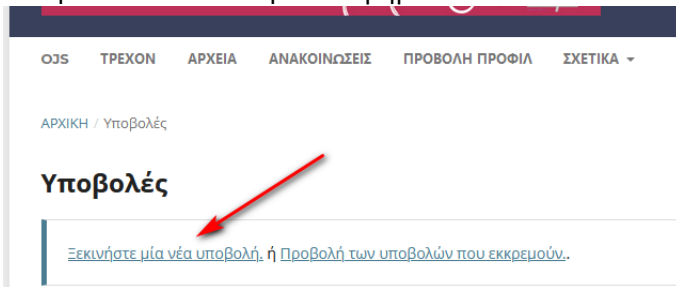 OJS ΤΡΕΧΟΝ ΑΡΧΕΙΑ ΑΝΑΚΟΙΝΩΣΕΙΣ ΠΡΟΒΟΛΗ ΠΡΟΦΙΛ ΣΧΕΤΙΚΑ
ΑΡΧΙΚΗ / Υποβολές
Υποβολές
Ξεκινήστε μία νέα υποβολή. ή Προβολή των υποβολών που εκκρεμούν..